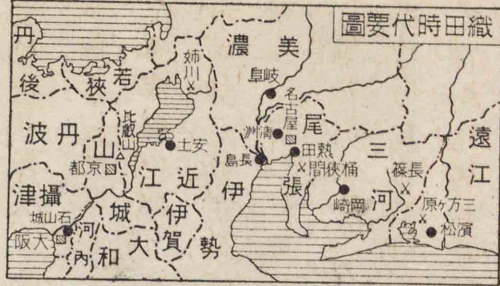 織田時代要圖
遠江
三河
長篠
三方ヶ原
濱松
岡崎
美濃
岐阜
尾張
名古屋
清洲
熱田
桶狹間
長島
伊勢
姉川
近江
安土
伊賀
若狹
比叡山
山城
京都
大和
丹後
丹波
攝津
石山城
大阪
河內